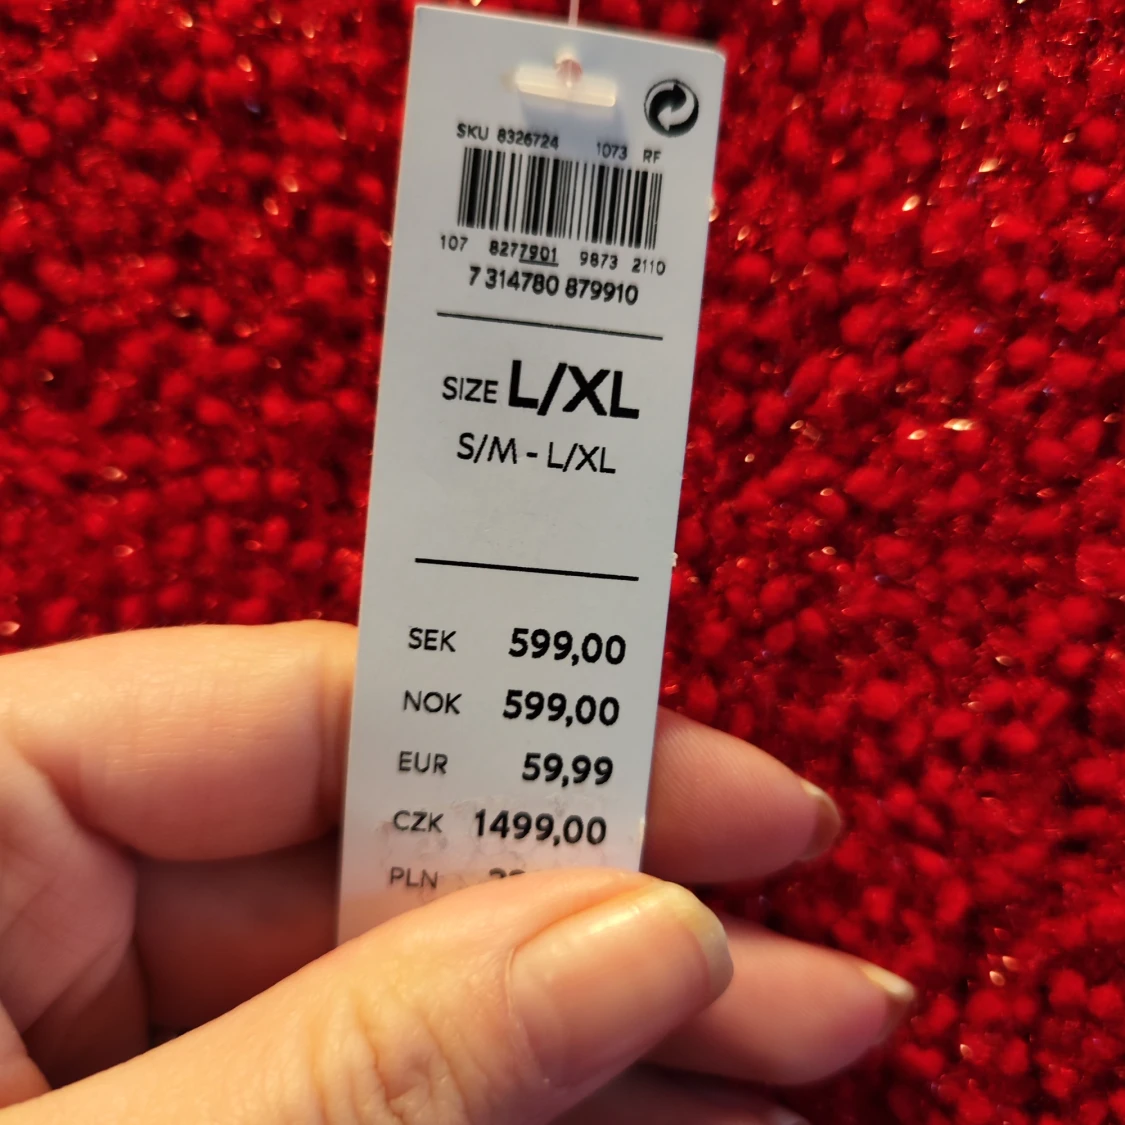 SKU 8326724 1073 RF
107 8277901 9873 2110
7 314780 879910
SIZE L/XL
S/M - L/XL
SEK 599,00
NOK 599,00
EUR 59,99
CZK 1499,00
PLN